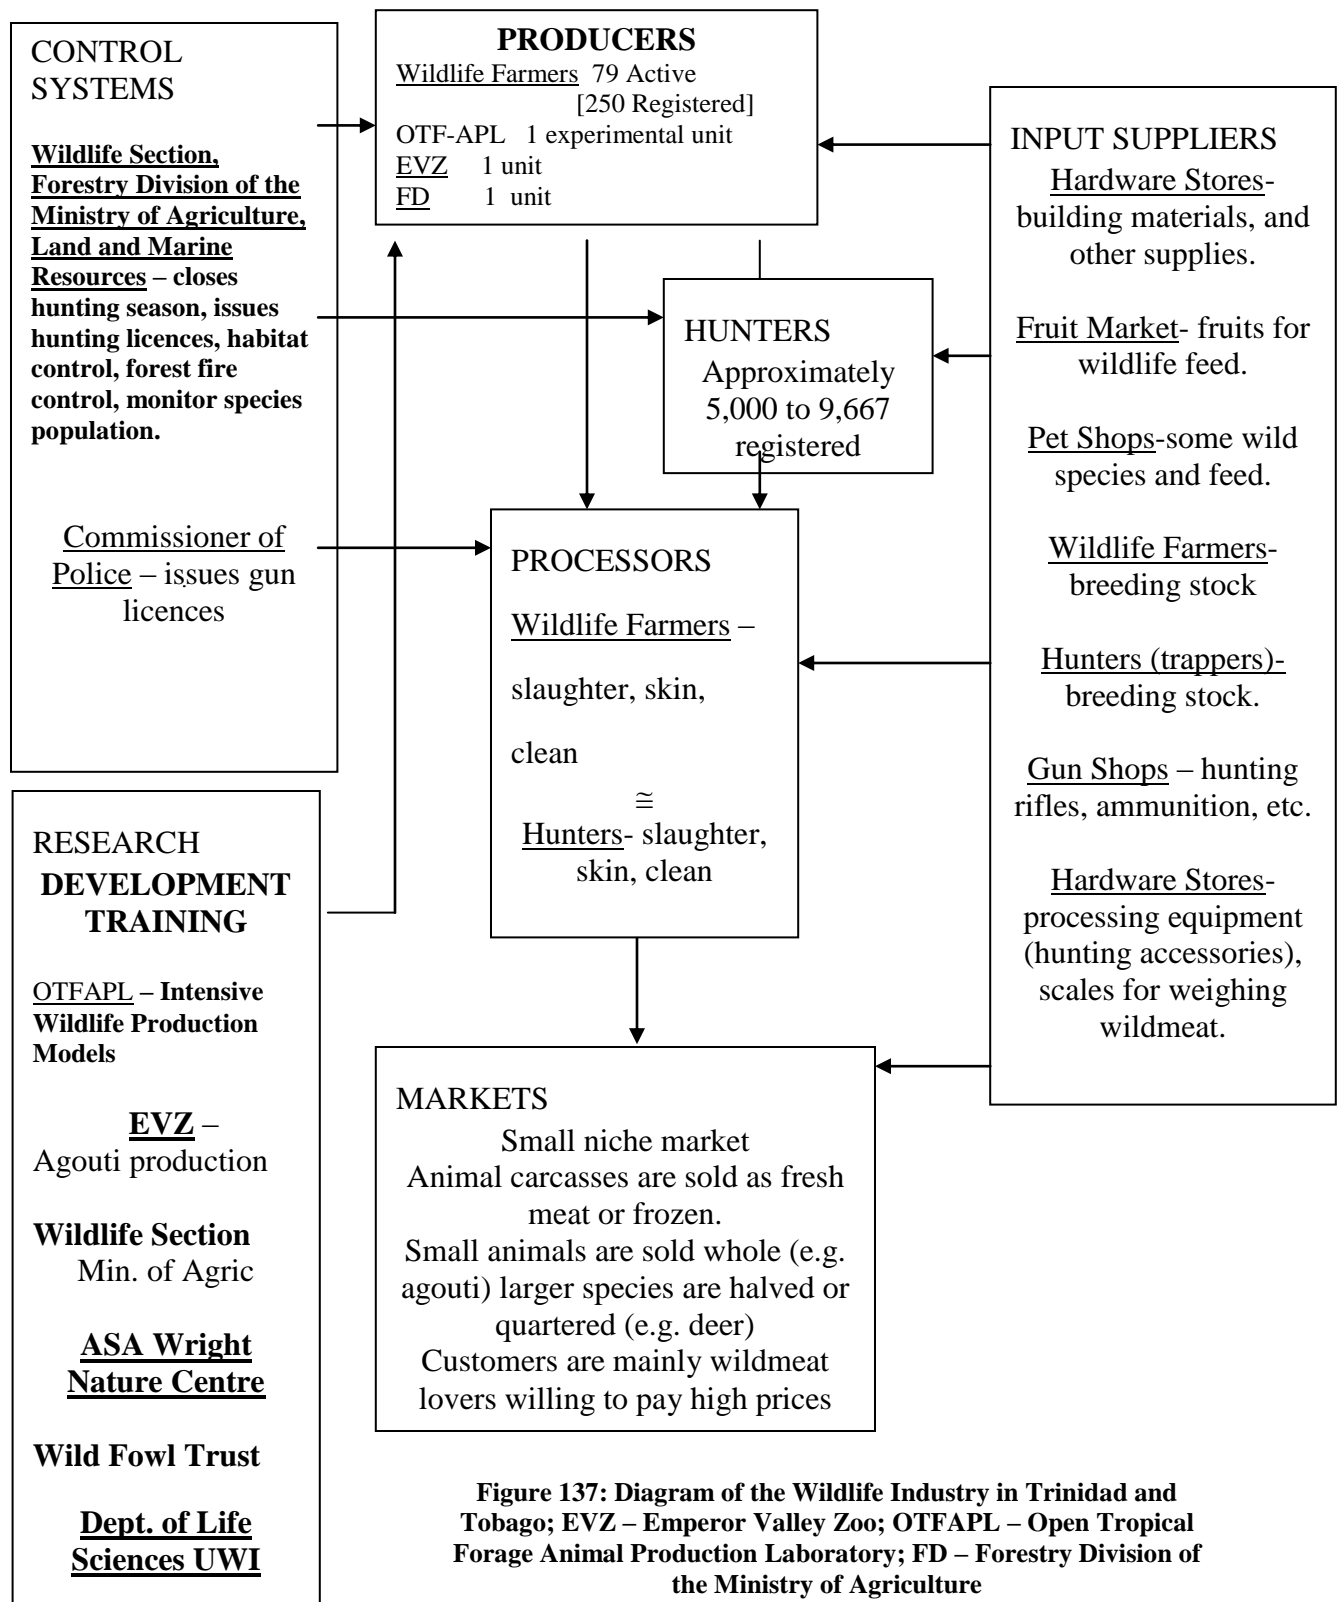 CONTROL
SYSTEMS
Wildlife Section,
Forestry Division of the
Ministry of Agriculture,
Land and Marine
Resources – closes
hunting season, issues
hunting licences, habitat
control, forest fire
control, monitor species
population.
Commissioner of
Police – issues gun
licences
PRODUCERS
Wildlife Farmers 79 Active
[250 Registered]
OTF-APL 1 experimental unit
EVZ 1 unit
FD 1 unit
HUNTERS
Approximately
5,000 to 9,667
registered
INPUT SUPPLIERS
Hardware Stores-
building materials, and
other supplies.
Fruit Market- fruits for
wildlife feed.
Pet Shops-some wild
species and feed.
Wildlife Farmers-
breeding stock
Hunters (trappers)-
breeding stock.
Gun Shops – hunting
rifles, ammunition, etc.
Hardware Stores-
processing equipment
(hunting accessories),
scales for weighing
wildmeat.
PROCESSORS
Wildlife Farmers –
slaughter, skin,
clean
≅
Hunters- slaughter,
skin, clean
RESEARCH
DEVELOPMENT
TRAINING
OTFAPL – Intensive
Wildlife Production
Models
EVZ –
Agouti production
Wildlife Section
Min. of Agric
ASA Wright
Nature Centre
Wild Fowl Trust
Dept. of Life
Sciences UWI
MARKETS
Small niche market
Animal carcasses are sold as fresh
meat or frozen.
Small animals are sold whole (e.g.
agouti) larger species are halved or
quartered (e.g. deer)
Customers are mainly wildmeat
lovers willing to pay high prices
Figure 137: Diagram of the Wildlife Industry in Trinidad and
Tobago; EVZ – Emperor Valley Zoo; OTFAPL – Open Tropical
Forage Animal Production Laboratory; FD – Forestry Division of
the Ministry of Agriculture